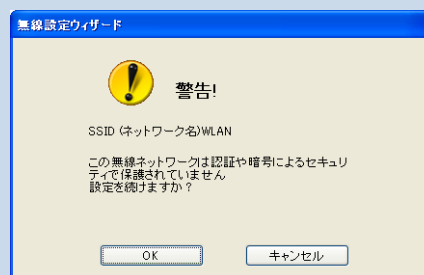 無線設定ウィザード
警告!
SSID (ネットワーク名)WLAN
この無線ネットワークは認証や暗号によるセキュリ
ティで保護されていません
設定を続けますか?
OK
キャンセル